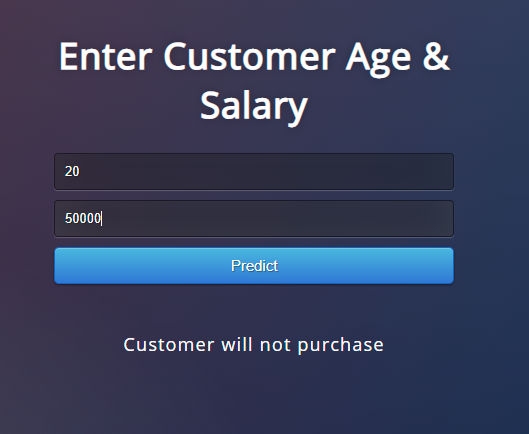 Enter Customer Age &
Salary
20
50000
Predict
Customer will not purchase